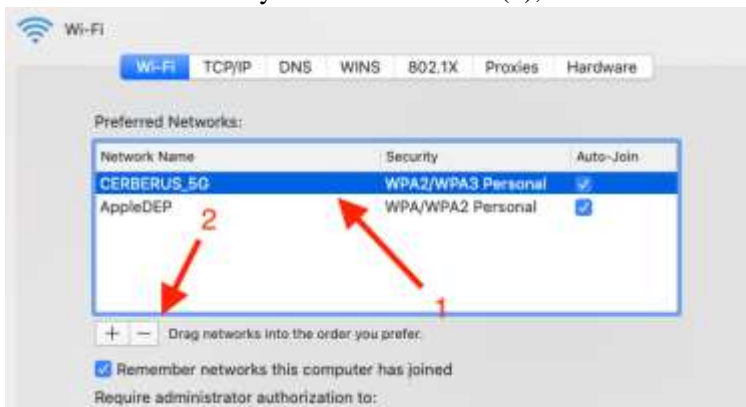 Wi-Fi
Wi-Fi TCP/IP DNS WINS 802.1X Proxies Hardware
Preferred Networks:
Network Name Security Auto-Join
CERBERUS_5G WPA2/WPA3 Personal
AppleDEP WPA/WPA2 Personal
2
1
+ − Drag networks into the order you prefer.
Remember networks this computer has joined
Require administrator authorization to: